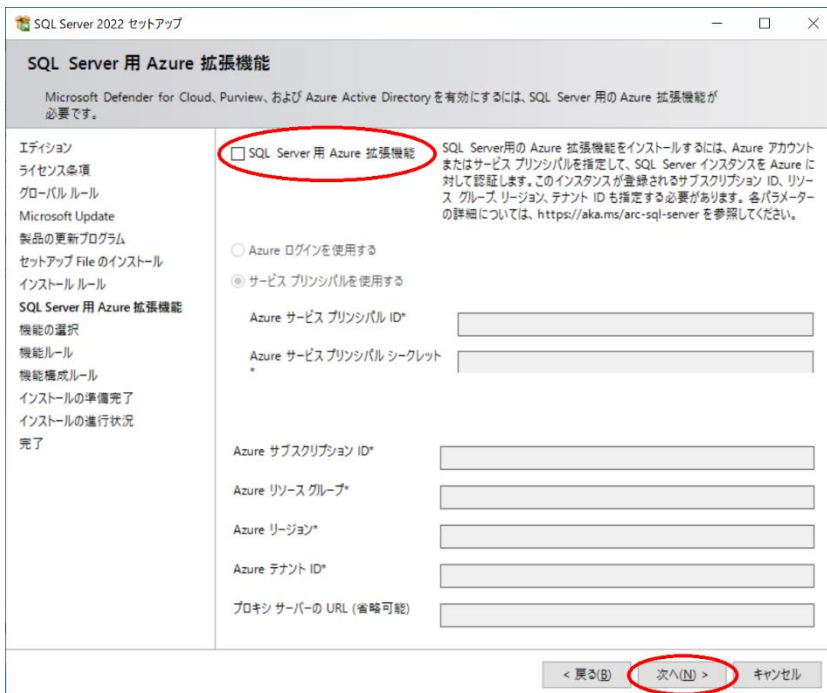 SQL Server 2022 セットアップ
SQL Server 用 Azure 拡張機能
Microsoft Defender for Cloud、Purview、および Azure Active Directory を有効にするには、SQL Server 用の Azure 拡張機能が
必要です。
エディション
ライセンス条項
グローバル ルール
Microsoft Update
製品の更新プログラム
セットアップ File のインストール
インストール ルール
SQL Server 用 Azure 拡張機能
機能の選択
機能ルール
機能構成ルール
インストールの準備完了
インストールの進行状況
完了
SQL Server 用 Azure 拡張機能
SQL Server用の Azure 拡張機能をインストールするには、Azure アカウント
またはサービス プリンシパルを指定して、SQL Server インスタンスを Azure に
対して認証します。このインスタンスが登録されるサブスクリプション ID、リソー
ス グループ、リージョン、テナント ID も指定する必要があります。各パラメーター
の詳細については、https://aka.ms/arc-sql-server を参照してください。
Azure ログインを使用する
サービス プリンシパルを使用する
Azure サービス プリンシパル ID*
Azure サービス プリンシパル シークレット
*
Azure サブスクリプション ID*
Azure リソース グループ*
Azure リージョン*
Azure テナント ID*
プロキシ サーバーの URL (省略可能)
< 戻る(B)
次へ(N) >
キャンセル